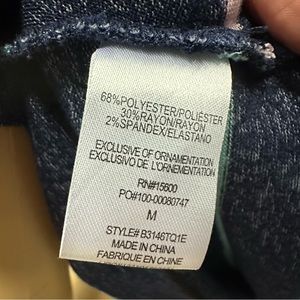 68%POLYESTER/POLIÉSTER
30%RAYON/RAYON
2%SPANDEX/ELASTANO
EXCLUSIVE OF ORNAMENTATION
EXCLUSIVO DE L'ORNEMENTATION
RN#15600
PO#100-00080747
M
STYLE# B3146TQ1E
MADE IN CHINA
FABRIQUE EN CHINE